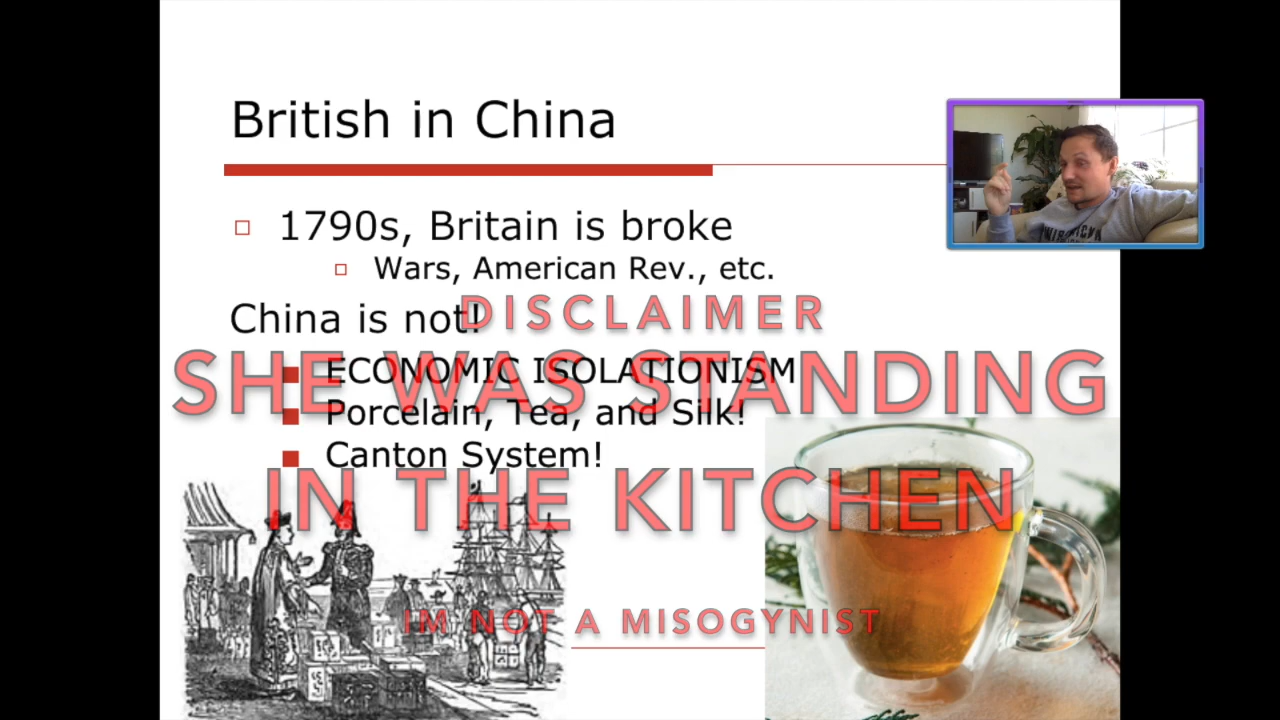 British in China
1790s, Britain is broke
Wars, American Rev., etc.
China is not!
DISCLAIMER
ECONOMIC ISOLATIONISM
SHE WAS STANDING
Porcelain, Tea, and Silk!
Canton System!
IN THE KITCHEN
IM NOT A MISOGYNIST